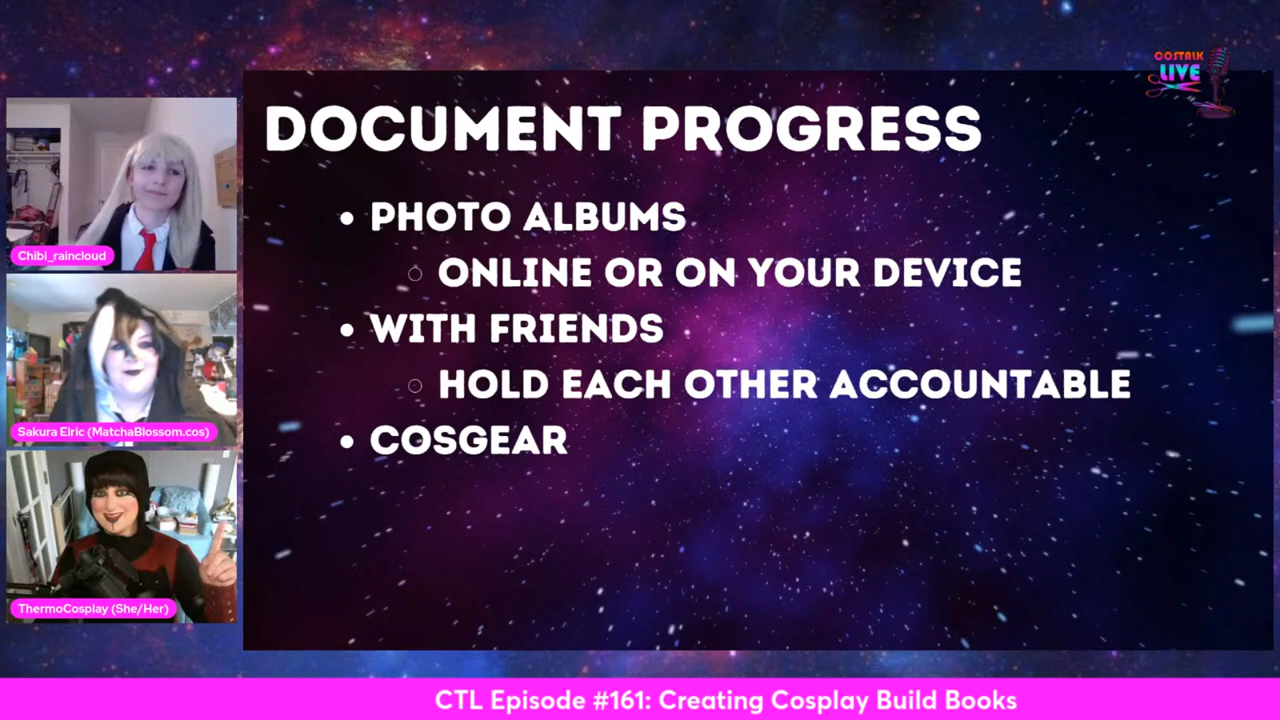 COSTALK
LIVE
DOCUMENT PROGRESS
• PHOTO ALBUMS
○ ONLINE OR ON YOUR DEVICE
• WITH FRIENDS
○ HOLD EACH OTHER ACCOUNTABLE
• COSGEAR
Chibi_raincloud
Sakura Elric (MatchaBlossom.cos)
ThermoCosplay (She/Her)
CTL Episode #161: Creating Cosplay Build Books